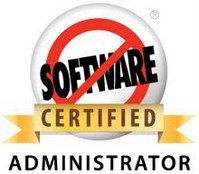 ®
SOFTWARE
CERTIFIED
ADMINISTRATOR